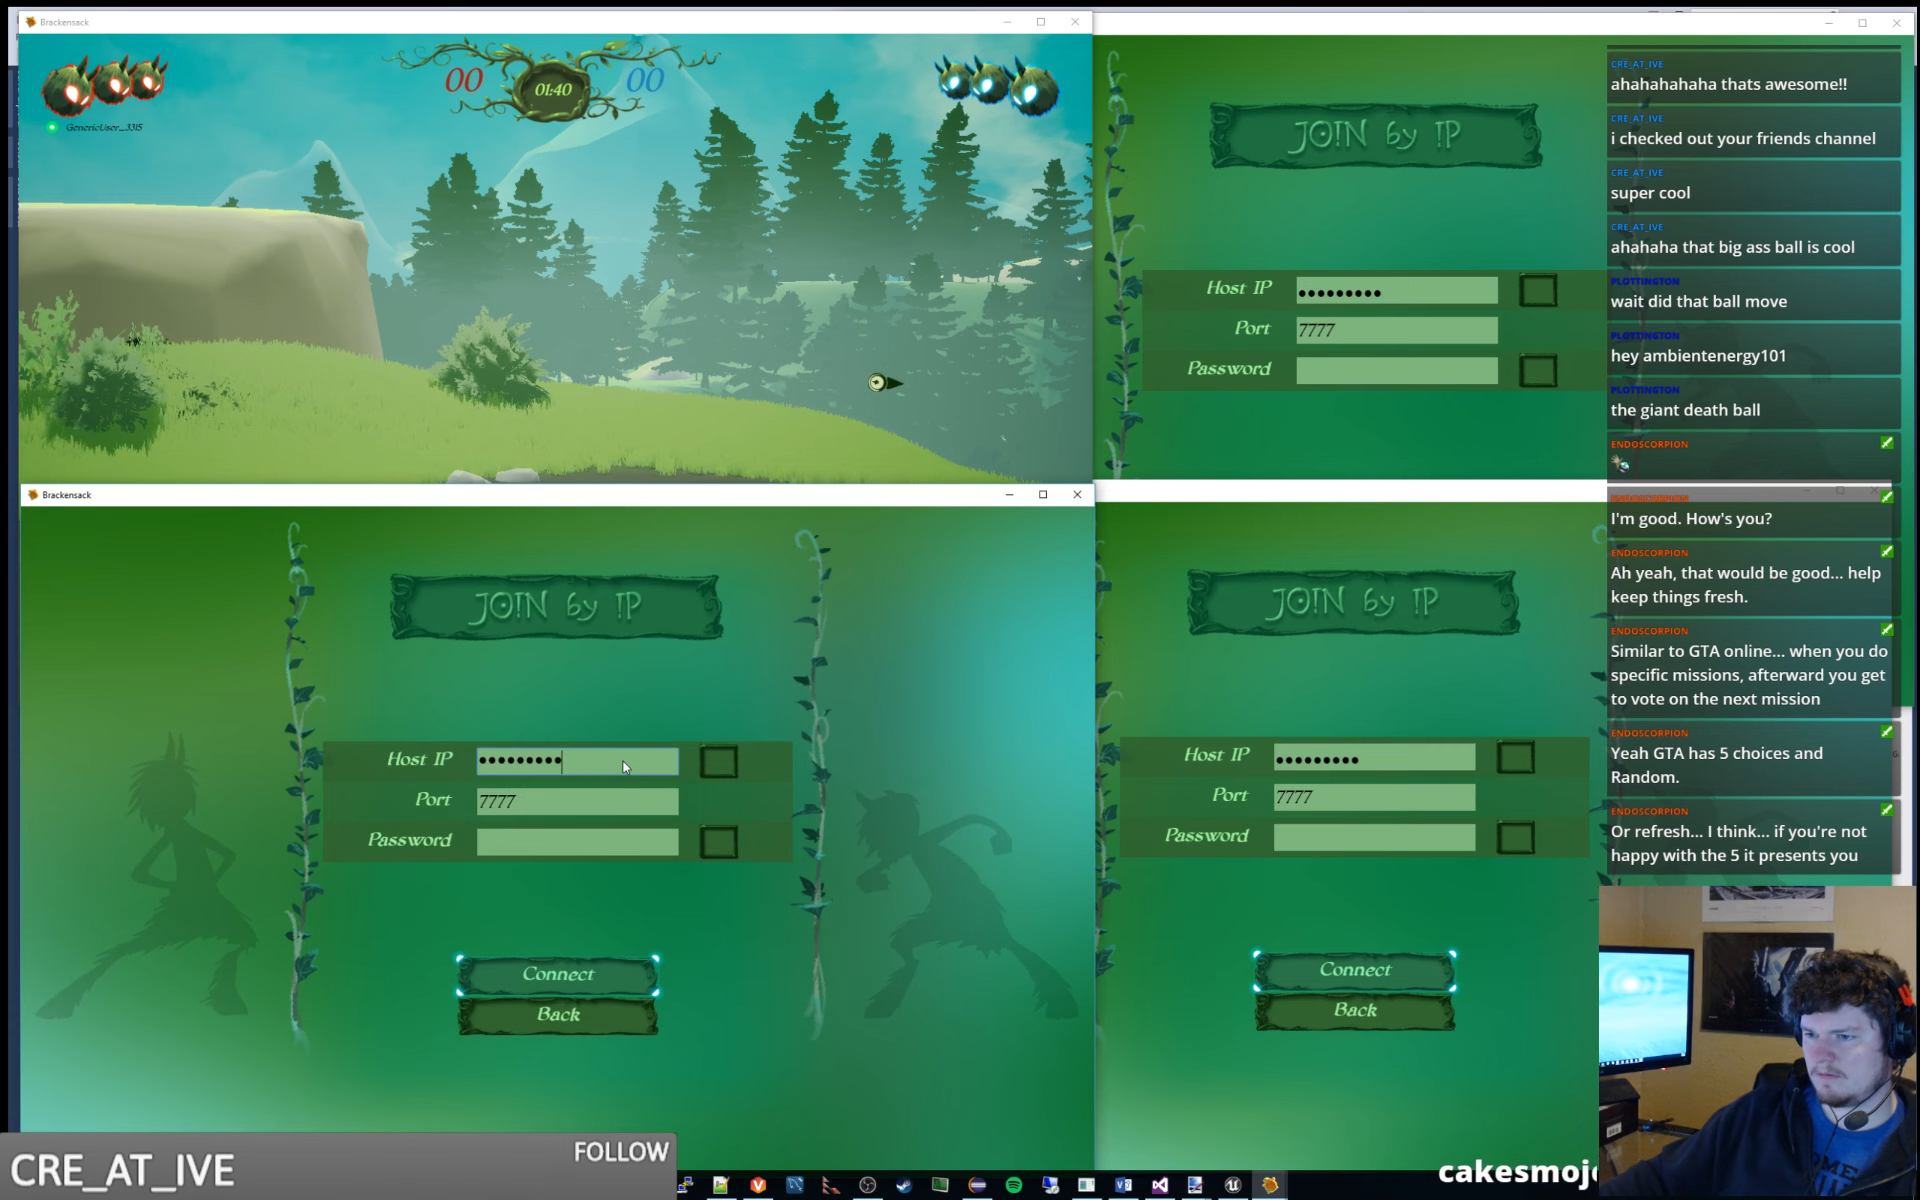 Brackensack
00
01:40
00
GenericUser_3315
JOIN by IP
Host IP
Port
7777
Password
Brackensack
JOIN by IP
Host IP
Port
7777
Password
Connect
Back
JOIN by IP
Host IP
Port
7777
Password
Connect
Back
CRE_AT_IVE
ahahahahaha thats awesome!!
CRE_AT_IVE
i checked out your friends channel
CRE_AT_IVE
super cool
CRE_AT_IVE
ahahaha that big ass ball is cool
PLOTTINGTON
wait did that ball move
PLOTTINGTON
hey ambientenergy101
PLOTTINGTON
the giant death ball
ENDOSCORPION
ENDOSCORPION
I'm good. How's you?
ENDOSCORPION
Ah yeah, that would be good... help
keep things fresh.
ENDOSCORPION
Similar to GTA online... when you do
specific missions, afterward you get
to vote on the next mission
ENDOSCORPION
Yeah GTA has 5 choices and
Random.
ENDOSCORPION
Or refresh... I think... if you're not
happy with the 5 it presents you
FOLLOW
CRE_AT_IVE
cakesmoj